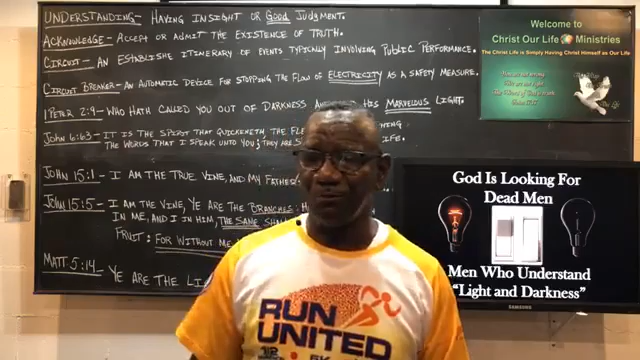 UNDERSTANDING - HAVING INSIGHT OR GOOD JUDGMENT.
ACKNOWLEDGE - ACCEPT OR ADMIT THE EXISTENCE OF TRUTH.
CIRCUIT - AN ESTABLISHE ITINERARY OF EVENTS TYPICALLY INVOLVING PUBLIC PERFORMANCE.
CIRCUIT BREAKER - AN AUTOMATIC DEVICE FOR STOPPING THE FLOW OF ELECTRICITY AS A SAFETY MEASURE.
1 PETER 2:9 - WHO HATH CALLED YOU OUT OF DARKNESS HIS MARVELOUS LIGHT.
JOHN 6:63 - IT IS THE SPIRIT THAT QUICKENETH THE FLE
THE WORDS THAT I SPEAK UNTO YOU, THEY ARE S LIFE.
JOHN 15:1 - I AM THE TRUE VINE, AND MY FATHE
JOHN 15:5 - I AM THE VINE, YE ARE THE BRANCHES:
IN ME, AND I IN HIM, THE SAME
FRUIT: FOR WITHOUT ME
MATT 5:14 - YE ARE THE LI
Welcome to
Christ Our Life Ministries
The Christ Life is Simply Having Christ Himself as Our Life
God Is Looking For
Dead Men
Men Who Understand
"Light and Darkness"
SAMSUNG
RUN
UNITED
12
5K